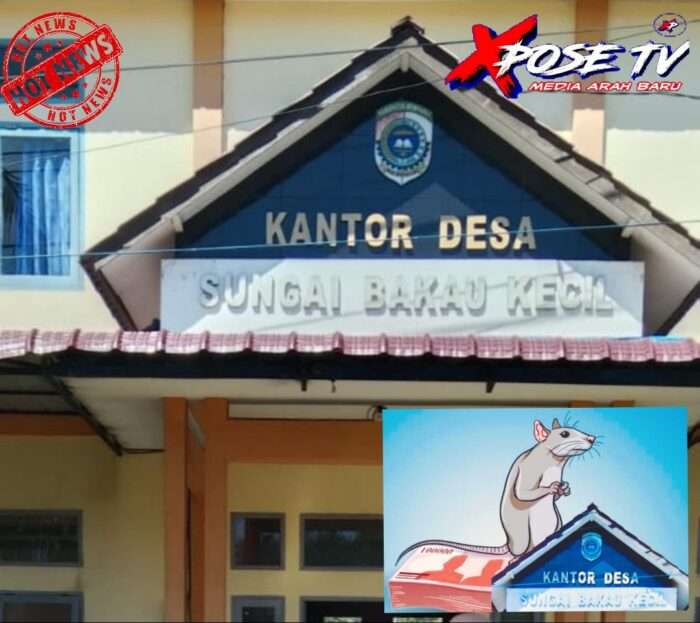 HOT NEWS
HOT NEWS
HOT NEWS
XPOSE TV
MEDIA ARAH BARU
KANTOR DESA
SUNGAI BAKAU KECIL
100000
KANTOR DESA
SUNGAI BAKAU KECIL